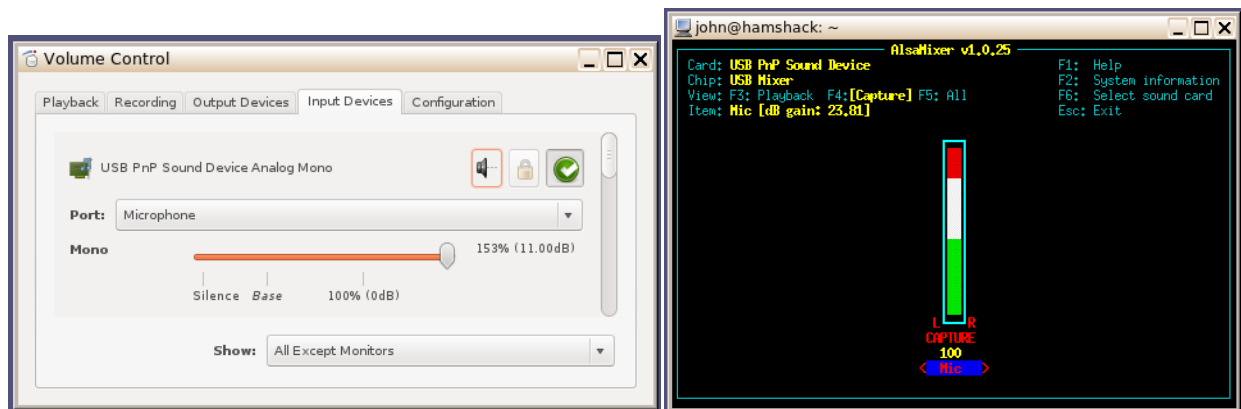 Volume Control
Playback Recording Output Devices Input Devices Configuration
USB PnP Sound Device Analog Mono
Port: Microphone
Mono 153% (11.00dB)
Silence Base 100% (0dB)
Show: All Except Monitors
john@hamshack: ~
AlsaMixer v1.0.25
Card: USB PnP Sound Device F1: Help
Chip: USB Mixer F2: System information
View: F3: Playback F4:[Capture] F5: All F6: Select sound card
Item: Mic [dB gain: 23.81] Esc: Exit
L R
CAPTURE
100
< Mic >